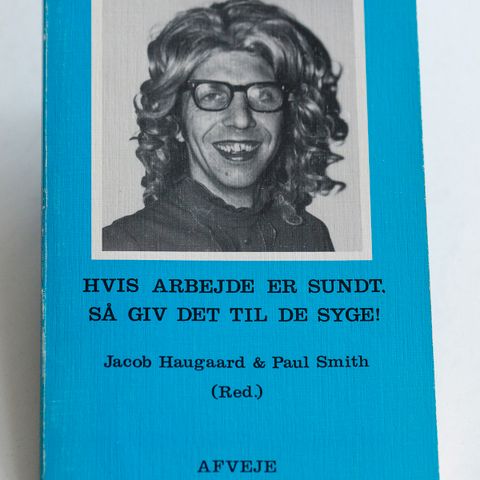 HVIS ARBEJDE ER SUNDT,
SÅ GIV DET TIL DE SYGE!
Jacob Haugaard & Paul Smith
(Red.)
AFVEJE